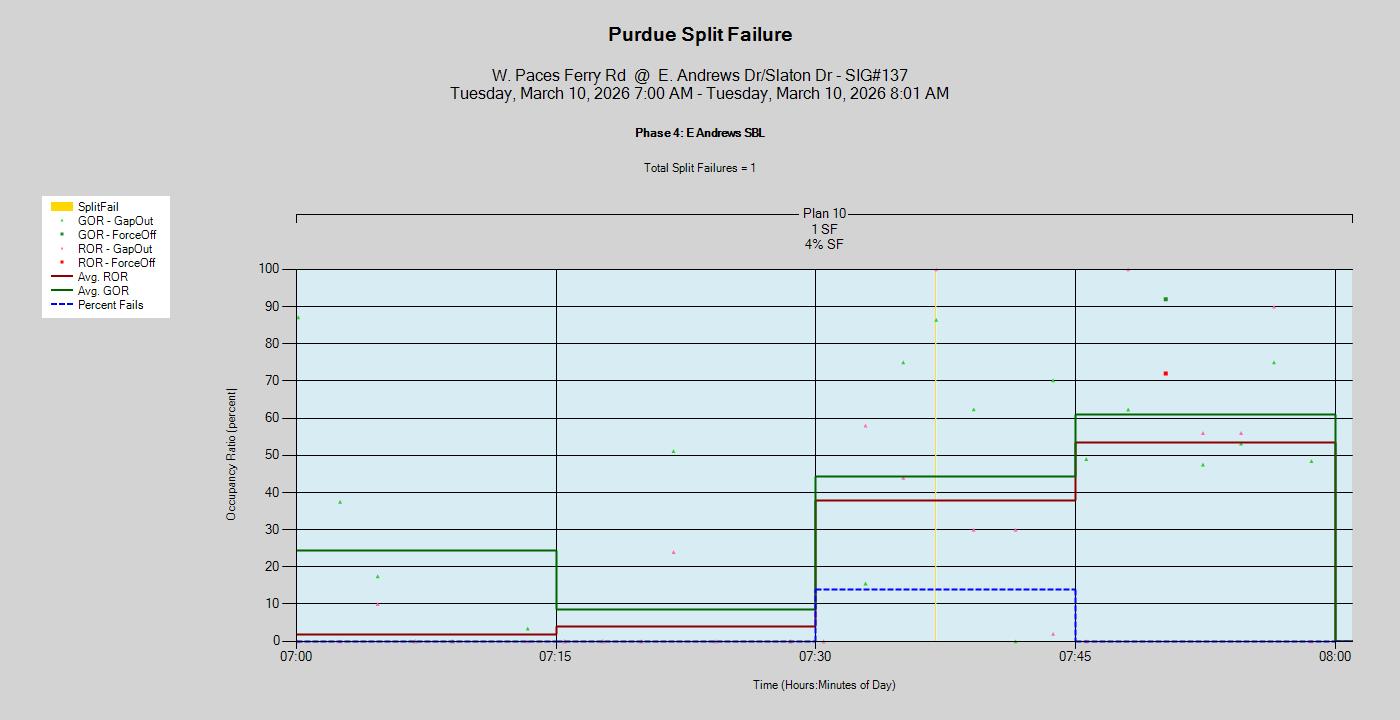 Purdue Split Failure
W. Paces Ferry Rd @ E. Andrews Dr/Slaton Dr - SIG#137
Tuesday, March 10, 2026 7:00 AM - Tuesday, March 10, 2026 8:01 AM
Phase 4: E Andrews SBL
Total Split Failures = 1
SplitFail
GOR - GapOut
GOR - ForceOff
ROR - GapOut
ROR - ForceOff
Avg. ROR
Avg. GOR
Percent Fails
Plan 10
1 SF
4% SF
100
90
80
70
60
50
40
30
20
10
0
Occupancy Ratio (percent)
07:00
07:15
07:30
07:45
08:00
Time (Hours:Minutes of Day)